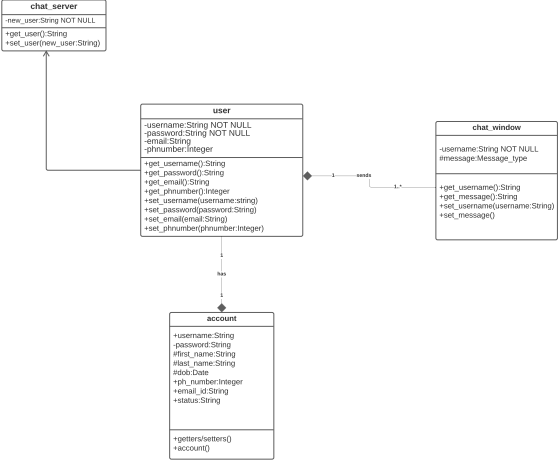 chat_server
-new_user:String NOT NULL
+get_user():String
+set_user(new_user:String)
user
-username:String NOT NULL
-password:String NOT NULL
-email:String
-phnumber:Integer
+get_username():String
+get_password():String
+get_email():String
+get_phnumber():Integer
+set_username(username:string)
+set_password(password:String)
+set_email(email:String)
+set_phnumber(phnumber:Integer)
1
sends
1..*
chat_window
-username:String NOT NULL
#message:Message_type
+get_username():String
+get_message():String
+set_username(username:String)
+set_message()
1
has
1
account
+username:String
-password:String
#first_name:String
#last_name:String
#dob:Date
+ph_number:Integer
+email_id:String
+status:String
+getters/setters()
+account()